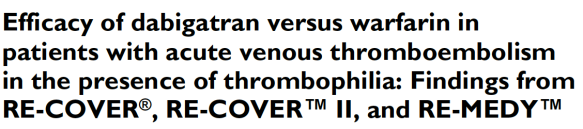 Efficacy of dabigatran versus warfarin in
patients with acute venous thromboembolism
in the presence of thrombophilia: Findings from
RE-COVER®, RE-COVER™ II, and RE-MEDY™